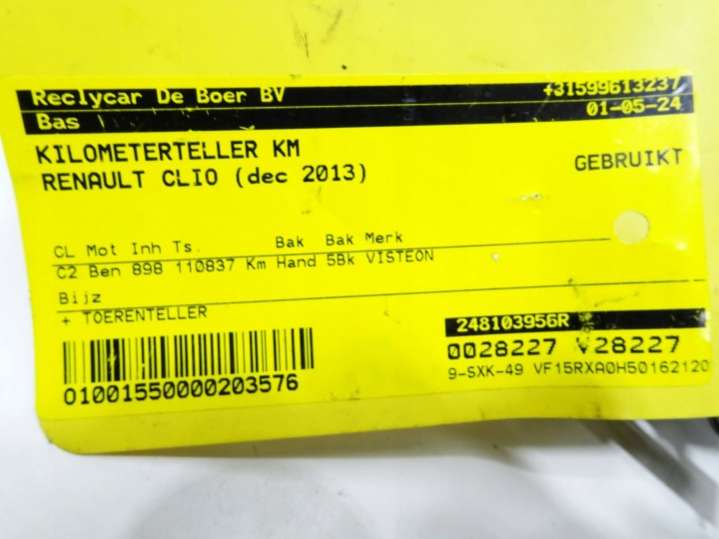 Reclycar De Boer BV +31599613237
Bas 01-05-24
KILOMETERTELLER KM
RENAULT CLIO (dec 2013) GEBRUIKT
CL Mot Inh Ts. Bak Bak Merk
C2 Ben 898 110837 Km Hand 5Bk VISTEON
Bijz
+ TOERENTELLER
248103956R
0028227 V28227
9-SXK-49 VF15RXA0H50162120
01001550000203576